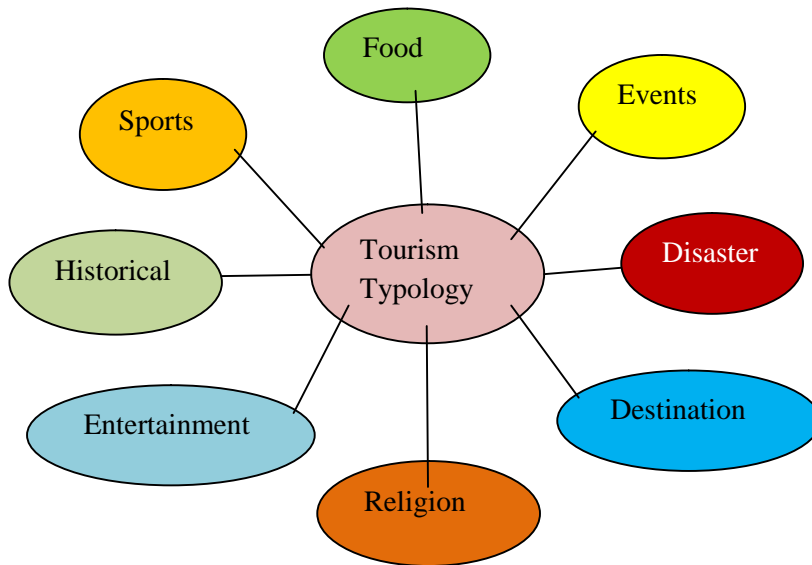 Food
Events
Sports
Tourism
Typology
Disaster
Historical
Destination
Entertainment
Religion